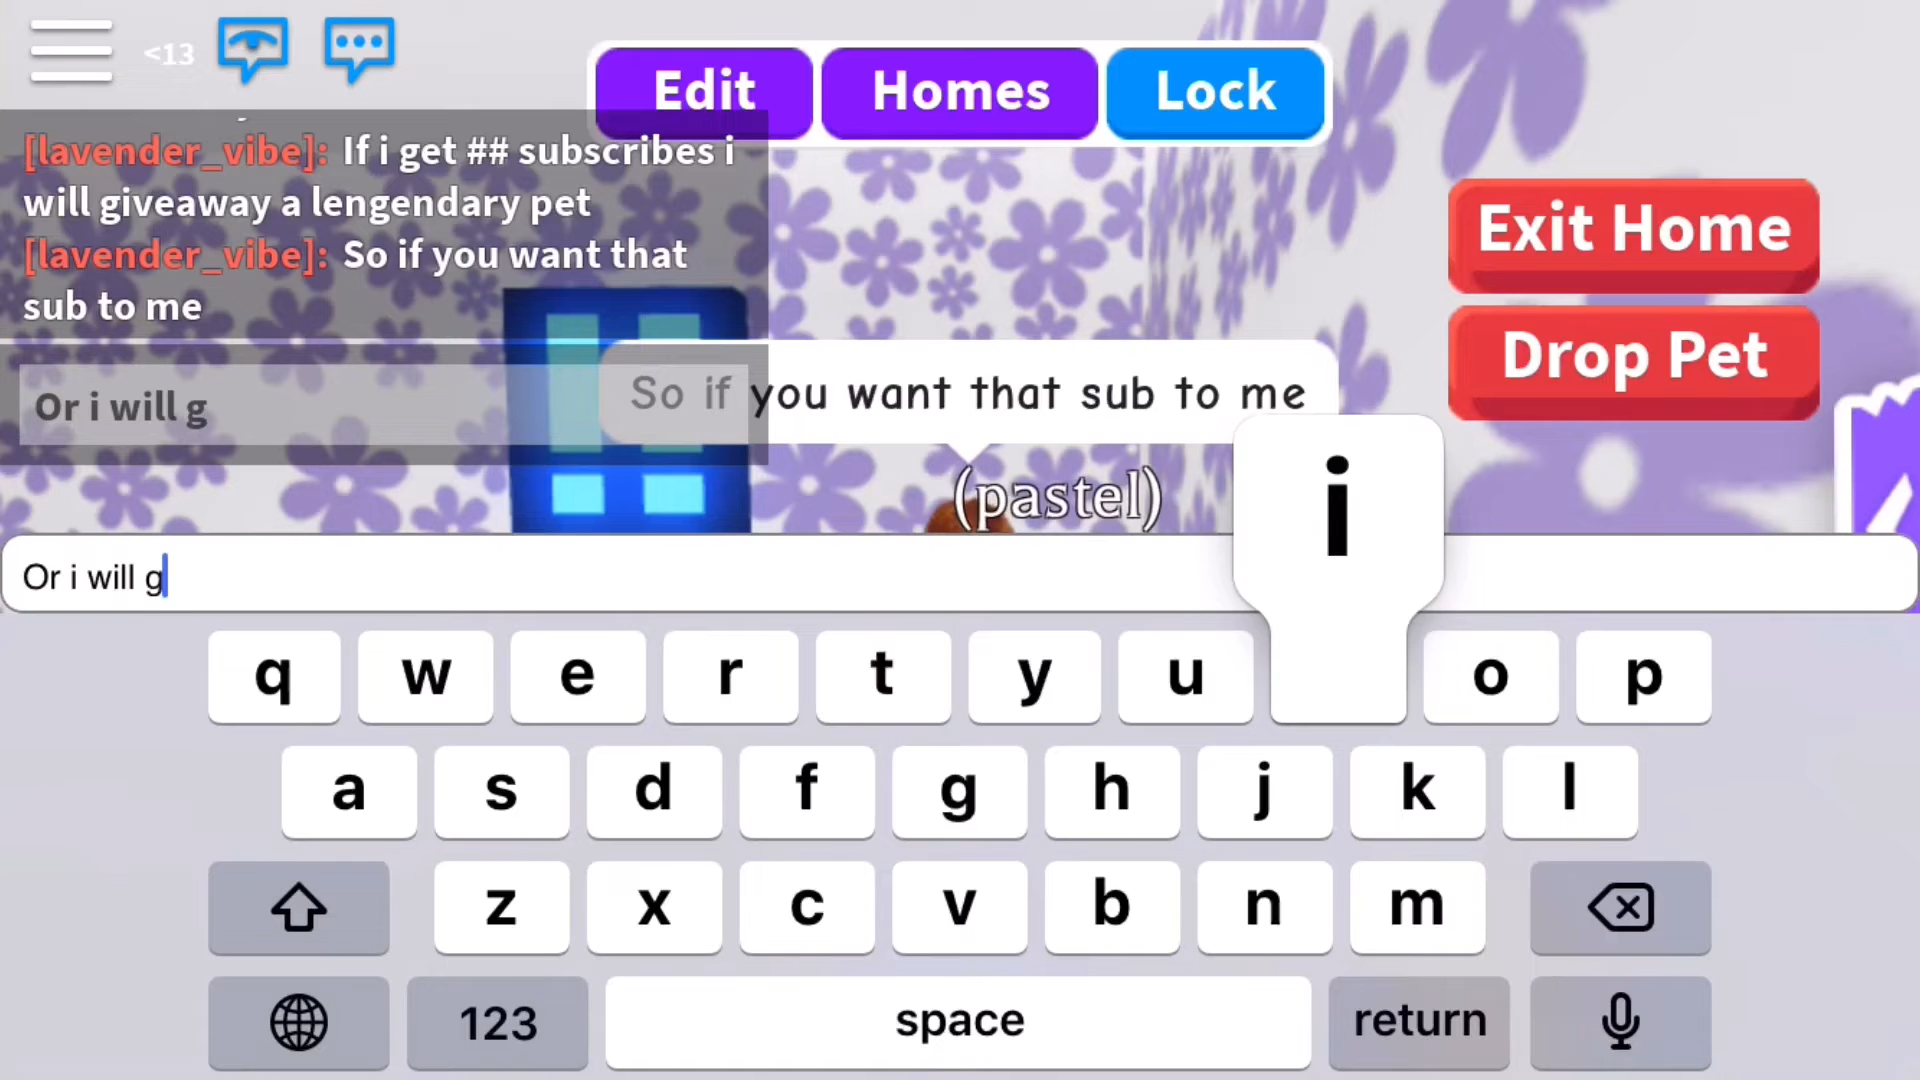 <13
Edit Homes Lock
[lavender_vibe]: If i get ## subscribes i
will giveaway a lengendary pet
[lavender_vibe]: So if you want that
sub to me
Exit Home
Drop Pet
Or i will g
So if you want that sub to me
(pastel)
i
Or i will g
q w e r t y u o p
a s d f g h j k l
z x c v b n m
123 space return